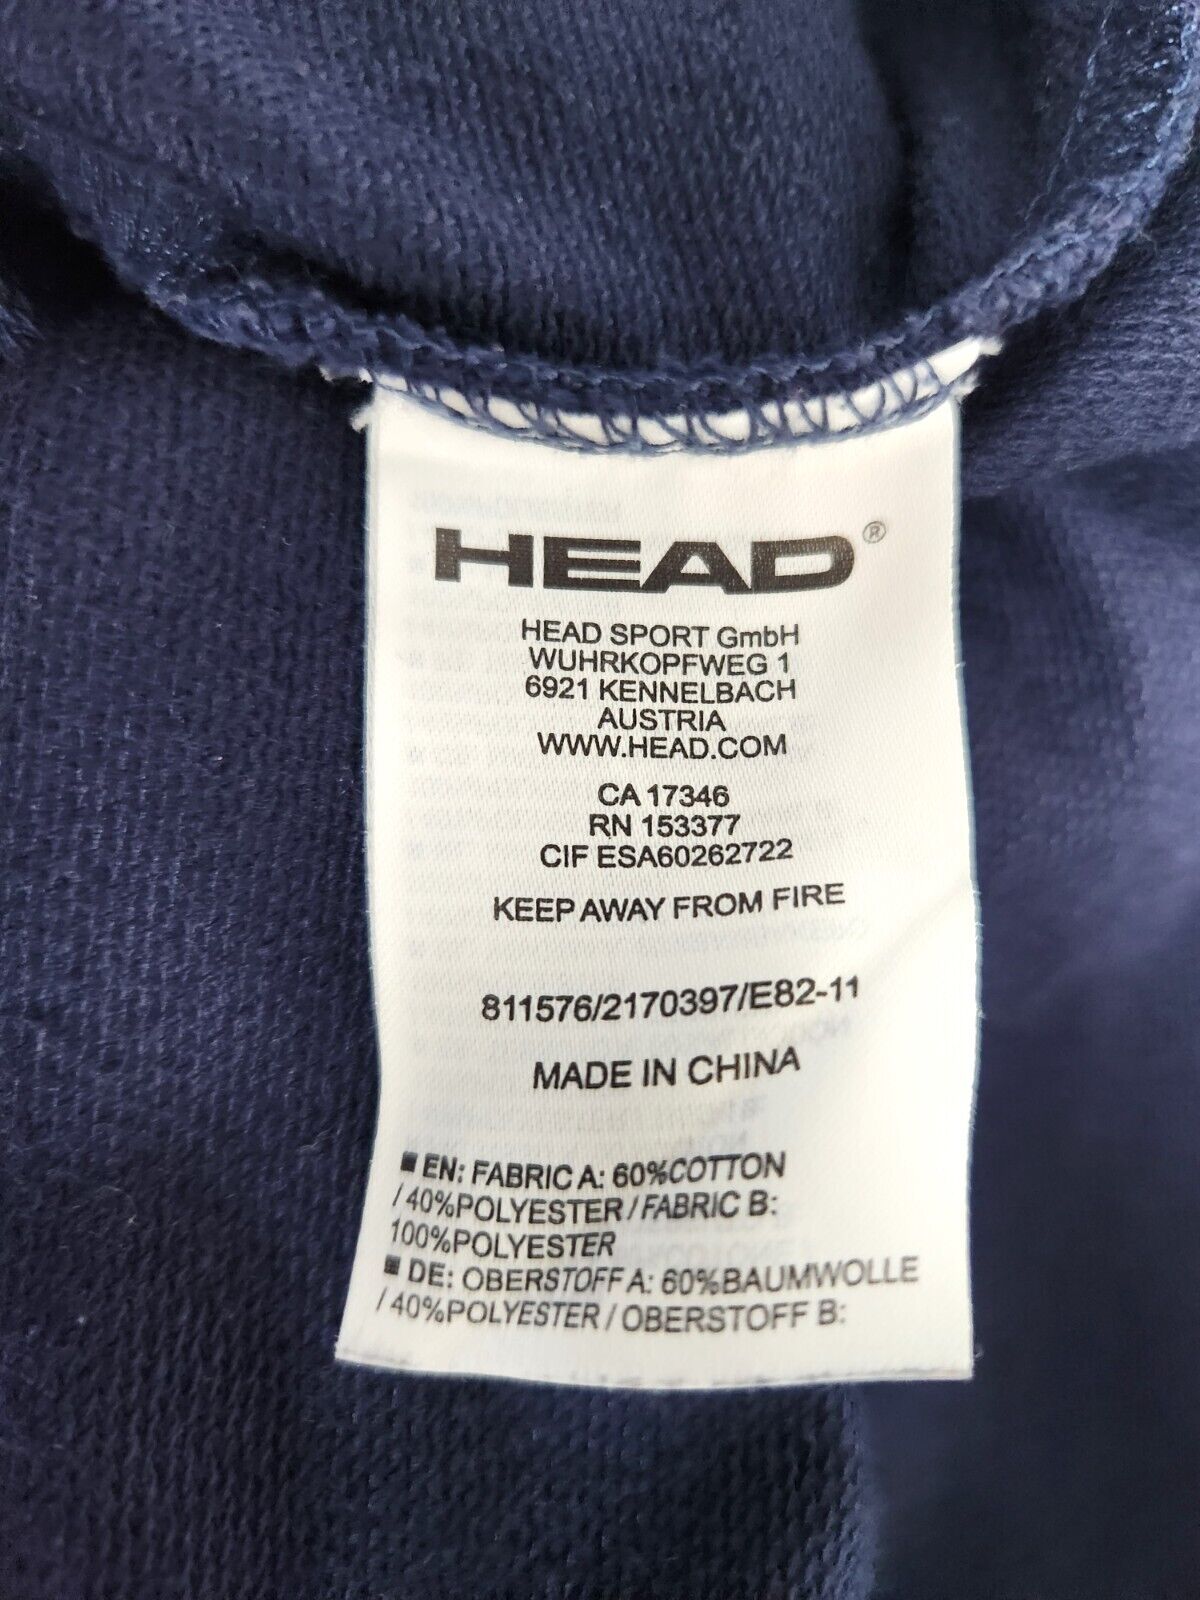 HEAD®
HEAD SPORT GmbH
WUHRKOPFWEG 1
6921 KENNELBACH
AUSTRIA
WWW.HEAD.COM
CA 17346
RN 153377
CIF ESA60262722
KEEP AWAY FROM FIRE
811576/2170397/E82-11
MADE IN CHINA
■ EN: FABRIC A: 60%COTTON
/ 40%POLYESTER / FABRIC B:
100%POLYESTER
■ DE: OBERSTOFF A: 60%BAUMWOLLE
/ 40%POLYESTER / OBERSTOFF B: